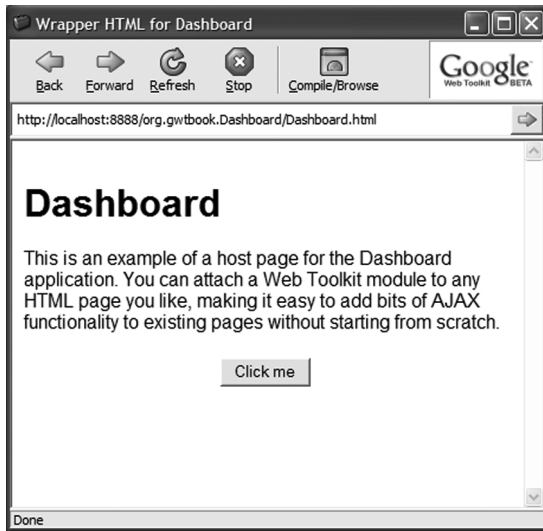 Wrapper HTML for Dashboard
Back Forward Refresh Stop Compile/Browse
Google
Web Toolkit BETA
http://localhost:8888/org.gwtbook.Dashboard/Dashboard.html
Dashboard
This is an example of a host page for the Dashboard
application. You can attach a Web Toolkit module to any
HTML page you like, making it easy to add bits of AJAX
functionality to existing pages without starting from scratch.
Click me
Done